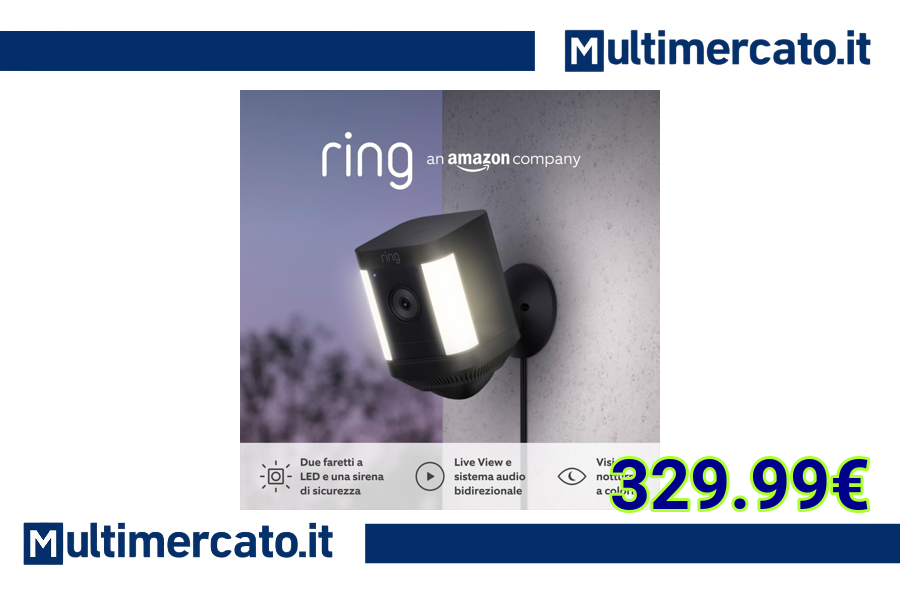 Multimercato.it
ring an amazon company
ring
Due faretti a
LED e una sirena
di sicurezza
Live View e
sistema audio
bidirezionale
a
329.99€
Multimercato.it